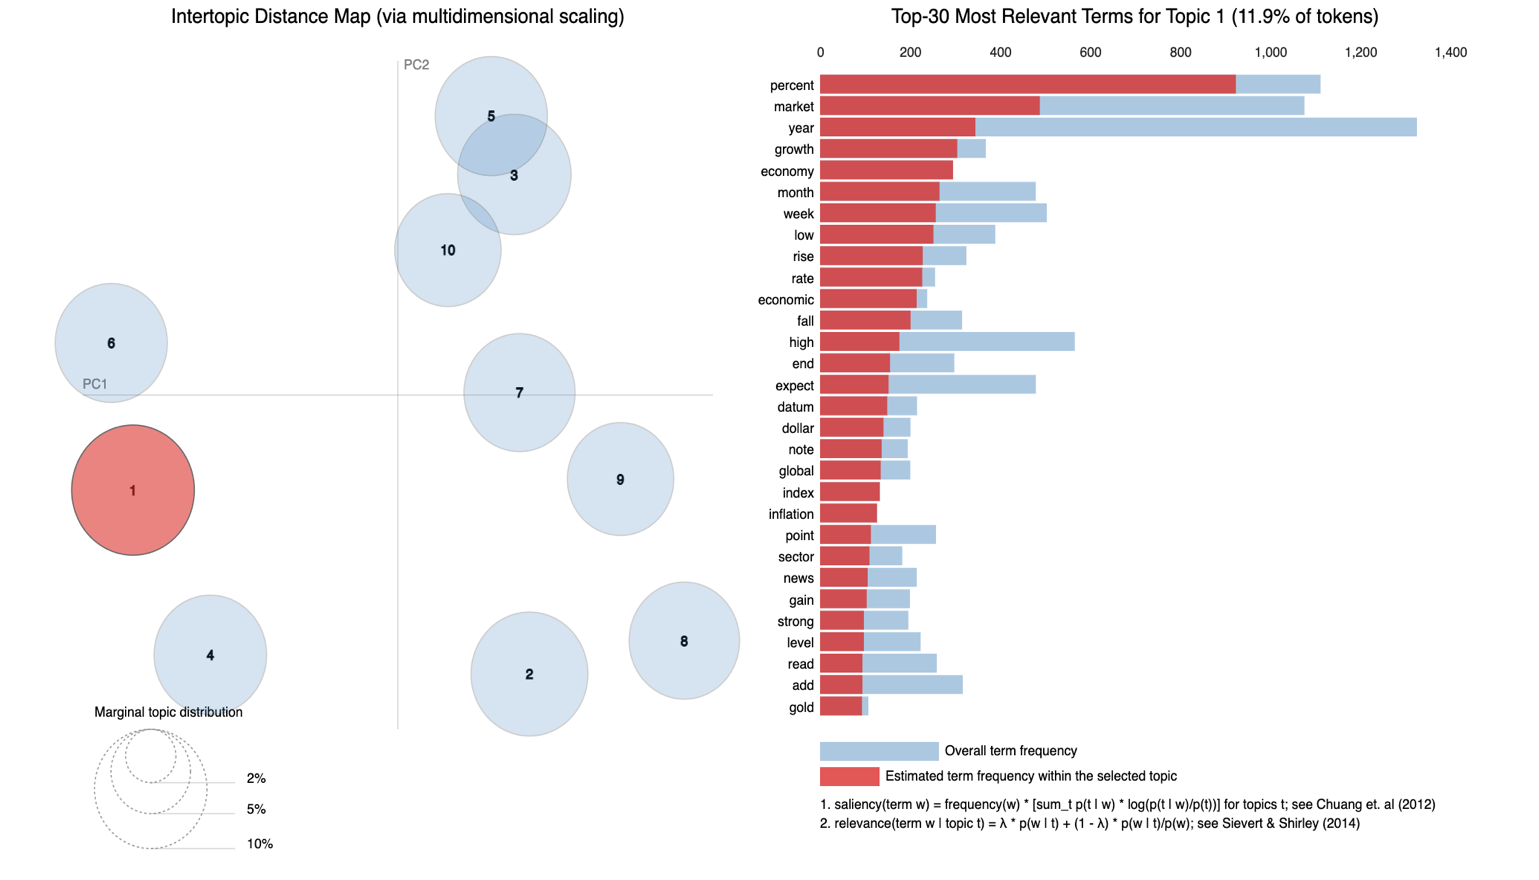 Intertopic Distance Map (via multidimensional scaling)
PC2
5
3
10
6
PC1
7
1
9
4
8
2
Marginal topic distribution
2%
5%
10%
Top-30 Most Relevant Terms for Topic 1 (11.9% of tokens)
0 200 400 600 800 1,000 1,200 1,400
percent
market
year
growth
economy
month
week
low
rise
rate
economic
fall
high
end
expect
datum
dollar
note
global
index
inflation
point
sector
news
gain
strong
level
read
add
gold
Overall term frequency
Estimated term frequency within the selected topic
1. saliency(term w) = frequency(w) * [sum_t p(t | w) * log(p(t | w)/p(t))] for topics t; see Chuang et. al (2012)
2. relevance(term w | topic t) = λ * p(w | t) + (1 - λ) * p(w | t)/p(w); see Sievert & Shirley (2014)